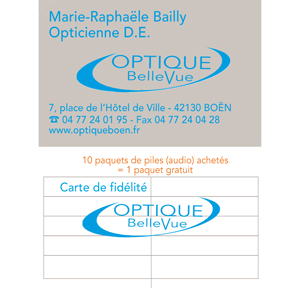 Marie-Raphaële Bailly
Opticienne D.E.
OPTIQUE
BelleVue
7, place de l'Hôtel de Ville - 42130 BOËN
☎ 04 77 24 01 95 - Fax 04 77 24 04 28
www.optiqueboen.fr
10 paquets de piles (audio) achetés
= 1 paquet gratuit
Carte de fidélité
OPTIQUE
BelleVue